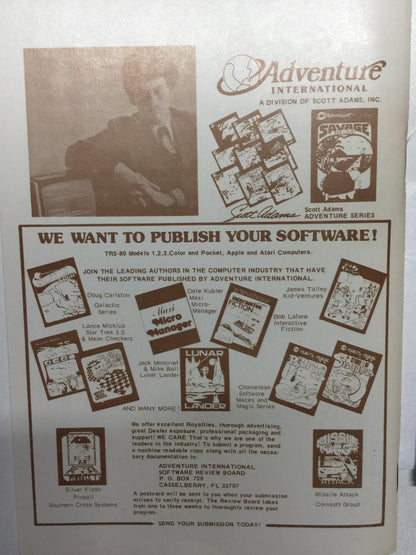 Adventure
INTERNATIONAL
A DIVISION OF SCOTT ADAMS, INC.
SAVAGE
Scott Adams
Scott Adams
ADVENTURE SERIES
WE WANT TO PUBLISH YOUR SOFTWARE!
TRS-80 Models 1,2,3,Color and Pocket, Apple and Atari Computers.
JOIN THE LEADING AUTHORS IN THE COMPUTER INDUSTRY THAT HAVE
THEIR SOFTWARE PUBLISHED BY ADVENTURE INTERNATIONAL.
Doug Carlston
Galactic
Series
Maxi
Micro
Manager
Dale Kubler
Maxi
Micro-
Manager
INTERACTIVE
FICTION
James Talley
Kid-Ventures
Bob Lafore
Interactive
Fiction
Lance Micklus
Star Trek 3.5
& Mean Checkers
Jack Moncrief
& Mike Ball
Lunar Lander
LUNAR
LANDER
Chameleon
Software
Maces and
Magic Series
AND MANY MORE!
We offer excellent Royalties, thorough advertising,
great Dealer exposure, professional packaging and
support! WE CARE That's why we are one of the
leaders in the industry! To submit a program, send
a machine readable copy along with all the neces-
sary documentation to:
ADVENTURE INTERNATIONAL
SOFTWARE REVIEW BOARD
P. O. BOX 729
CASSELBERRY, FL 32707
A postcard will be sent to you when your submission
arrives to verify receipt. The Review Board takes
from one to three weeks to thoroughly review your
program.
Silver Flash
Pinball
Southern Cross Systems
MISSILE
ATTACK
Missile Attack
Cornsoft Group
SEND YOUR SUBMISSION TODAY!